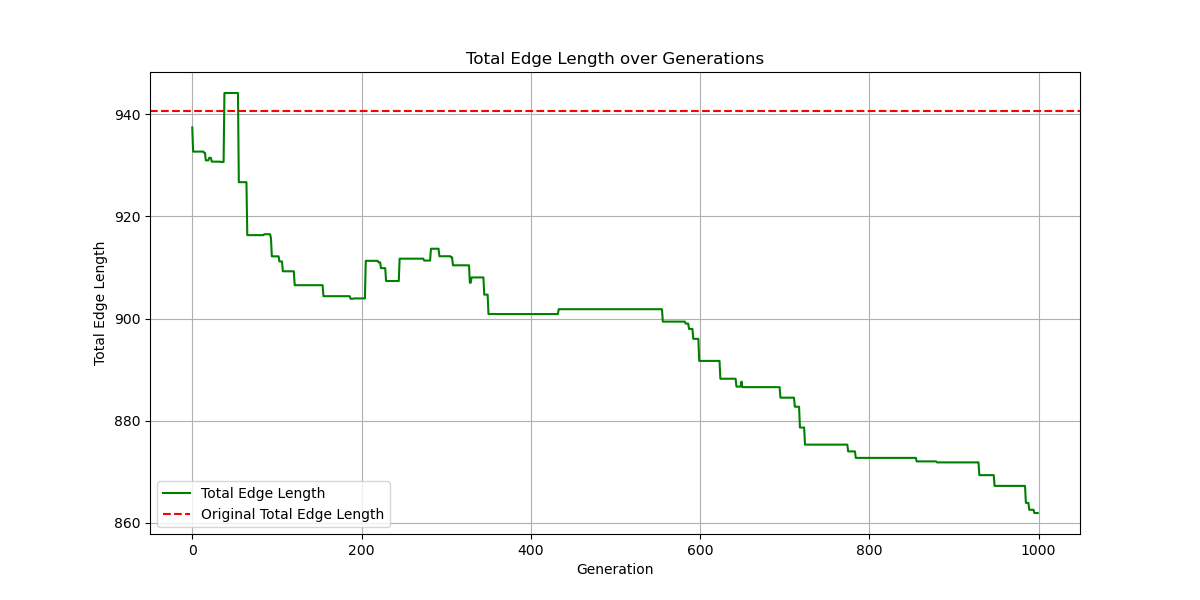 Total Edge Length over Generations
Total Edge Length
940
920
900
880
860
Total Edge Length
Original Total Edge Length
0 200 400 600 800 1000
Generation